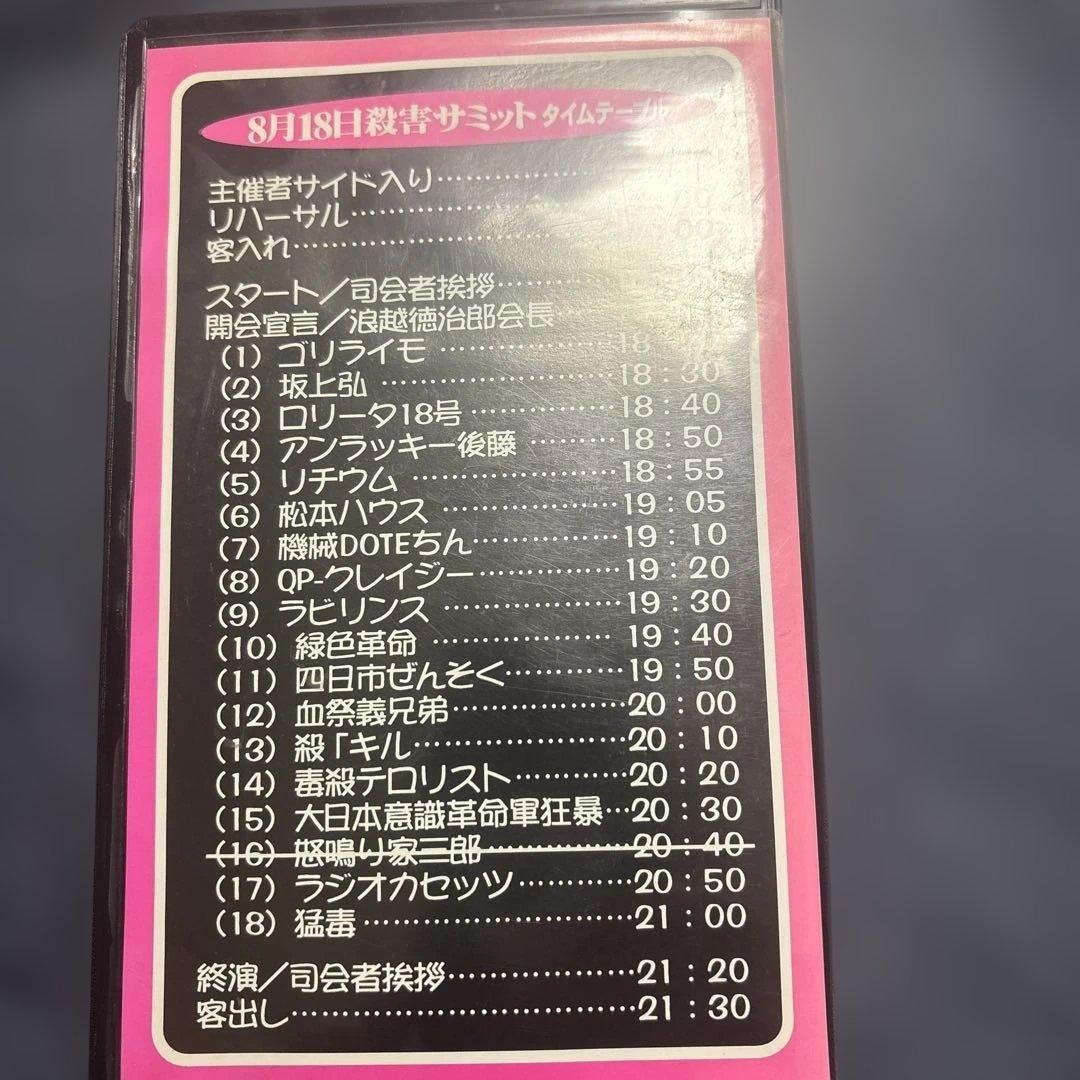 8月18日殺害サミット タイムテーブル
主催者サイド入り…………
リハーサル…………………
客入れ………………………
スタート／司会者挨拶………
開会宣言／浪越徳治郎会長
(1) ゴリライモ ………………18
(2) 坂上弘 ……………………18：30
(3) ロリータ18号 ……………18：40
(4) アンラッキー後藤 ………18：50
(5) リチウム …………………18：55
(6) 松本ハウス ………………19：05
(7) 機械DOTEちん……………19：10
(8) QP-クレイジー……………19：20
(9) ラビリンス ………………19：30
(10) 緑色革命 ………………19：40
(11) 四日市ぜんそく…………19：50
(12) 血祭義兄弟………………20：00
(13) 殺「キル…………………20：10
(14) 毒殺テロリスト…………20：20
(15) 大日本意識革命軍狂暴…20：30
(16) 怒鳴り家三郎……………20：40
(17) ラジオカセッツ…………20：50
(18) 猛毒………………………21：00
終演／司会者挨拶………………21：20
客出し……………………………21：30